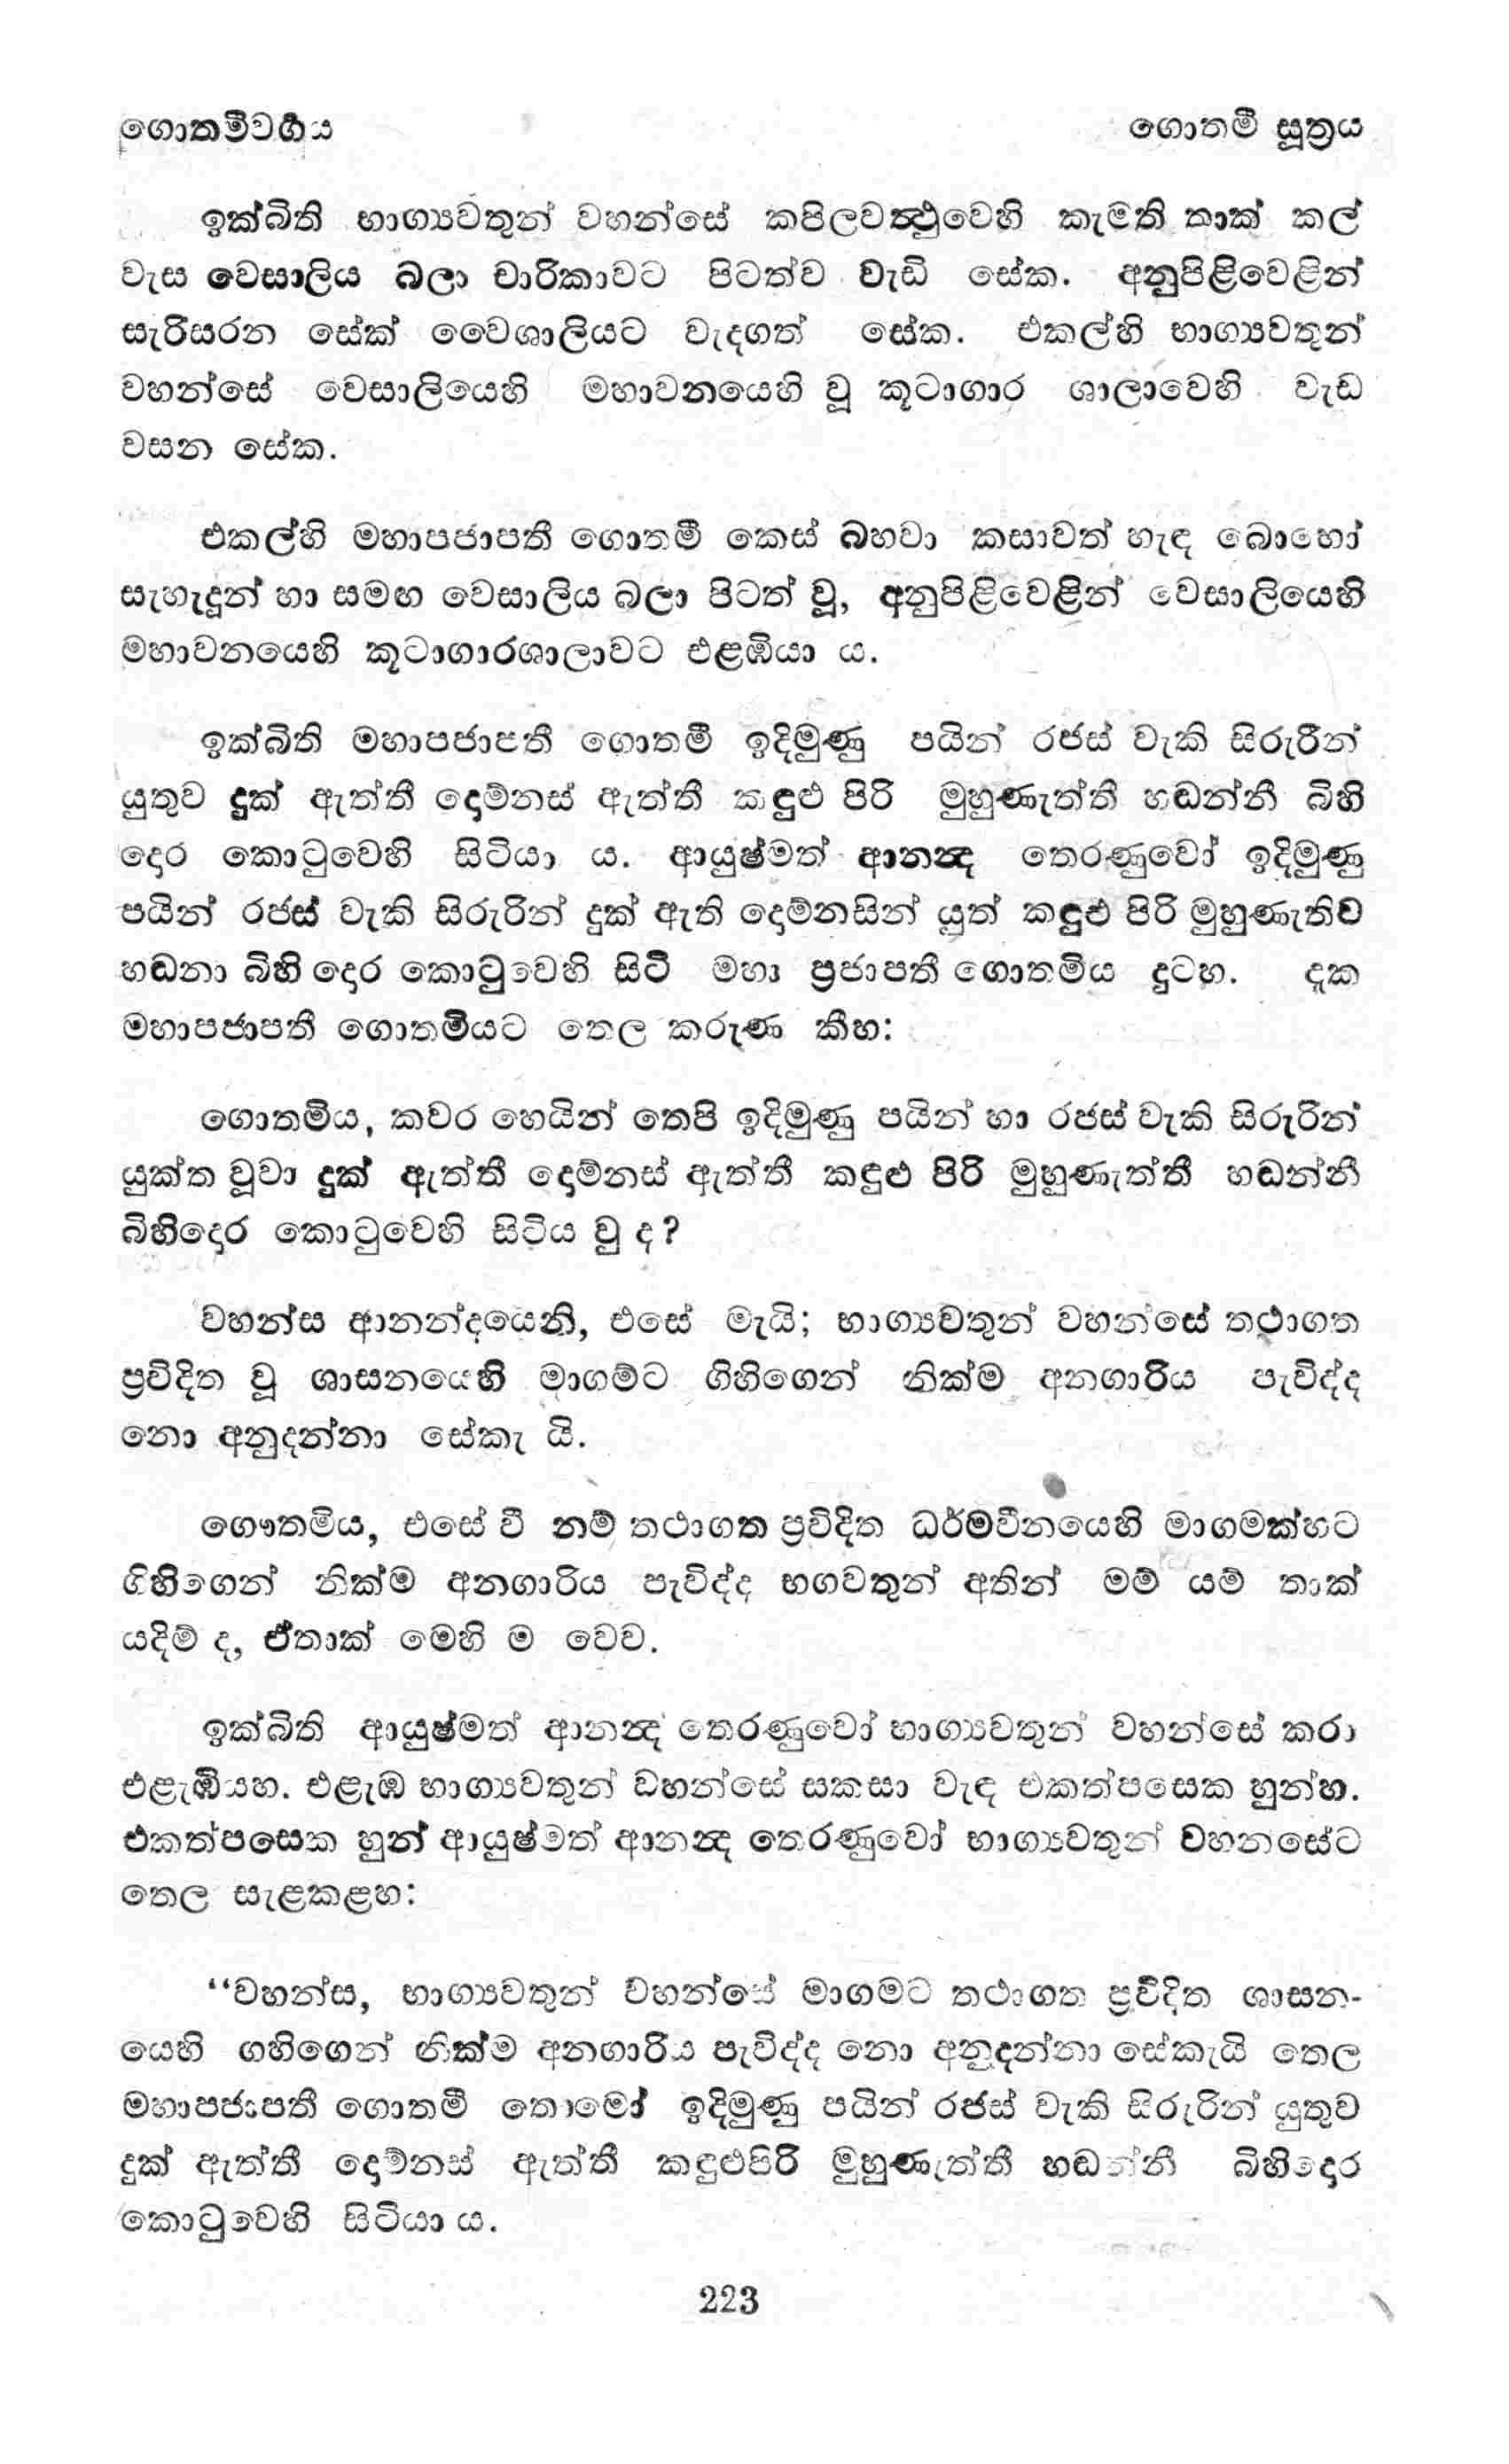 ගොතමීවර්‍ගය
ගොතමී සූත්‍රය
ඉක්බිති භාග්‍යවතුන් වහන්සේ කපිලවත්‍ථුවෙහි කැමති තාක් කල්
වැස වෙසාලිය බලා චාරිකාවට පිටත්ව වැඩි සේක. අනුපිළිවෙළින්
සැරිසරන සේක් වෛශාලියට වැදගත් සේක. එකල්හි භාග්‍යවතුන්
වහන්සේ වෙසාලියෙහි මහාවනයෙහි වූ කූටාගාර ශාලාවෙහි වැඩ
වසන සේක.
එකල්හි මහාපජාපතී ගොතමී කෙස් බහවා කසාවත් හැඳ බොහෝ
සැහැදූන් හා සමඟ වෙසාලිය බලා පිටත් වූ, අනුපිළිවෙළින් වෙසාලියෙහි
මහාවනයෙහි කූටාගාරශාලාවට එළඹියා ය.
ඉක්බිති මහාපජාපතී ගොතමී ඉදිමුණු පයින් රජස් වැකි සිරුරින්
යුතුව දුක් ඇත්තී දොම්නස් ඇත්තී කඳුළු පිරි මුහුණැත්තී හඬන්නී බිහි
දොර කොටුවෙහි සිටියා ය. ආයුෂ්මත් ආනන්‍ද තෙරණුවෝ ඉදිමුණු
පයින් රජස් වැකි සිරුරින් දුක් ඇති දොම්නසින් යුත් කඳුළු පිරි මුහුණැතිව
හඬනා බිහි දොර කොටුවෙහි සිටි මහා ප්‍රජාපතී ගොතමිය දුටහ. දැක
මහාපජාපතී ගොතමියට තෙල කරුණ කීහ:
ගොතමිය, කවර හෙයින් තෙපි ඉදිමුණු පයින් හා රජස් වැකි සිරුරින්
යුක්ත වූවා දුක් ඇත්තී දොම්නස් ඇත්තී කඳුළු පිරි මුහුණැත්තී හඬන්නී
බිහිදොර කොටුවෙහි සිටිය වු ද?
වහන්ස ආනන්දයෙනි, එසේ මැයි; භාග්‍යවතුන් වහන්සේ තථාගත
ප්‍රවිදිත වූ ශාසනයෙහි මාගම්ට ගිහිගෙන් නික්ම අනගාරිය පැවිද්ද
නො අනුදන්නා සේකැ යි.
ගෞතමිය, එසේ වී නම් තථාගත ප්‍රවිදිත ධර්මවිනයෙහි මාගමක්හට
ගිහිගෙන් නික්ම අනගාරිය පැවිද්ද භගවතුන් අතින් මම් යම් තාක්
යදිම් ද, ඒතාක් මෙහි ම වෙව.
ඉක්බිති ආයුෂ්මත් ආනන්‍ද තෙරණුවෝ භාග්‍යවතුන් වහන්සේ කරා
එළැඹියහ. එළැඹ භාග්‍යවතුන් වහන්සේ සකසා වැඳ එකත්පසෙක හුන්හ.
එකත්පසෙක හුන් ආයුෂ්මත් ආනන්‍ද තෙරණුවෝ භාග්‍යවතුන් වහනසේට
තෙල සැළකළහ:
“වහන්ස, භාග්‍යවතුන් වහන්සේ මාගමට තථාගත ප්‍රවිදිත ශාසන-
යෙහි ගහිගෙන් නික්ම අනගාරිය පැවිද්ද නො අනුදන්නා සේකැයි තෙල
මහාපජාපතී ගොතමී තොමෝ ඉදිමුණු පයින් රජස් වැකි සිරුරින් යුතුව
දුක් ඇත්තී දොම්නස් ඇත්තී කඳුළුපිරි මුහුණැත්තී හඬන්නී බිහිදොර
කොටුවෙහි සිටියා ය.
223